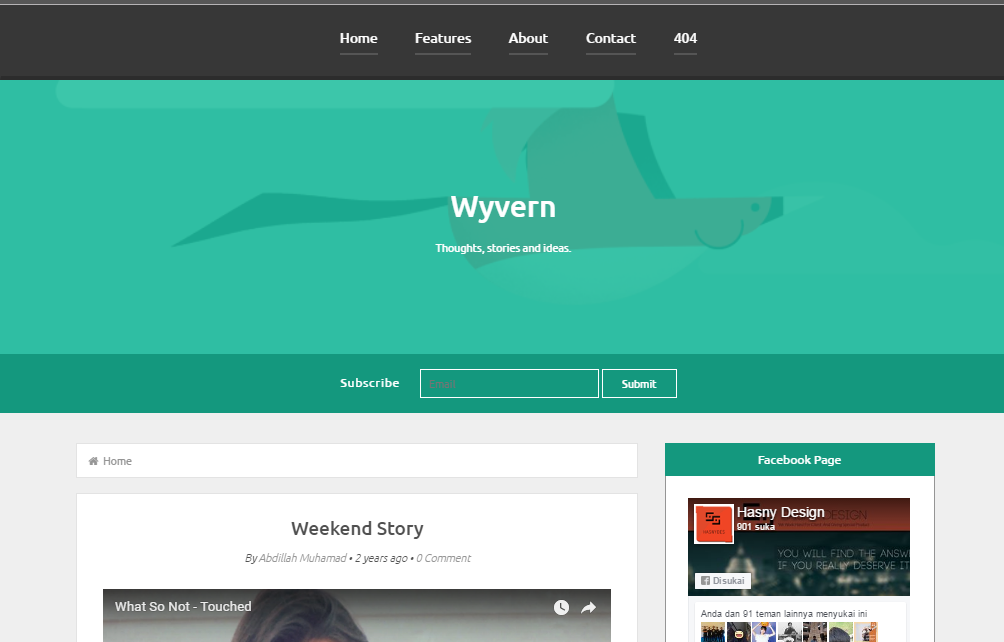 Home Features About Contact 404
Wyvern
Thoughts, stories and ideas.
Subscribe Email Submit
Home
Weekend Story
By Abdillah Muhamad • 2 years ago • 0 Comment
What So Not - Touched
Facebook Page
Hasny Design
901 suka
YOU WILL FIND THE ANSW
IF YOU REALLY DESERVE IT
Disukai
Anda dan 91 teman lainnya menyukai ini